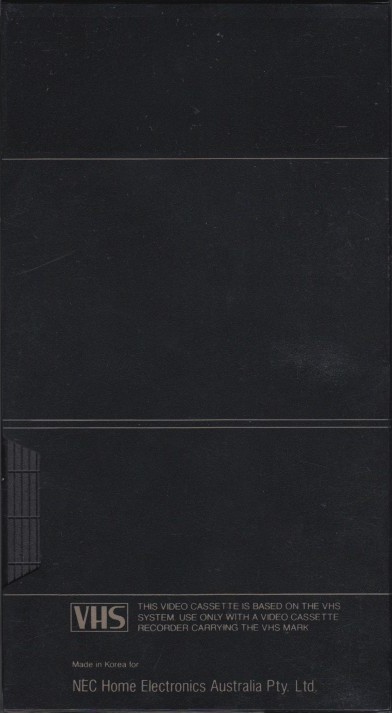 VHS
THIS VIDEO CASSETTE IS BASED ON THE VHS
SYSTEM. USE ONLY WITH A VIDEO CASSETTE
RECORDER CARRYING THE VHS MARK
Made in Korea for
NEC Home Electronics Australia Pty. Ltd.